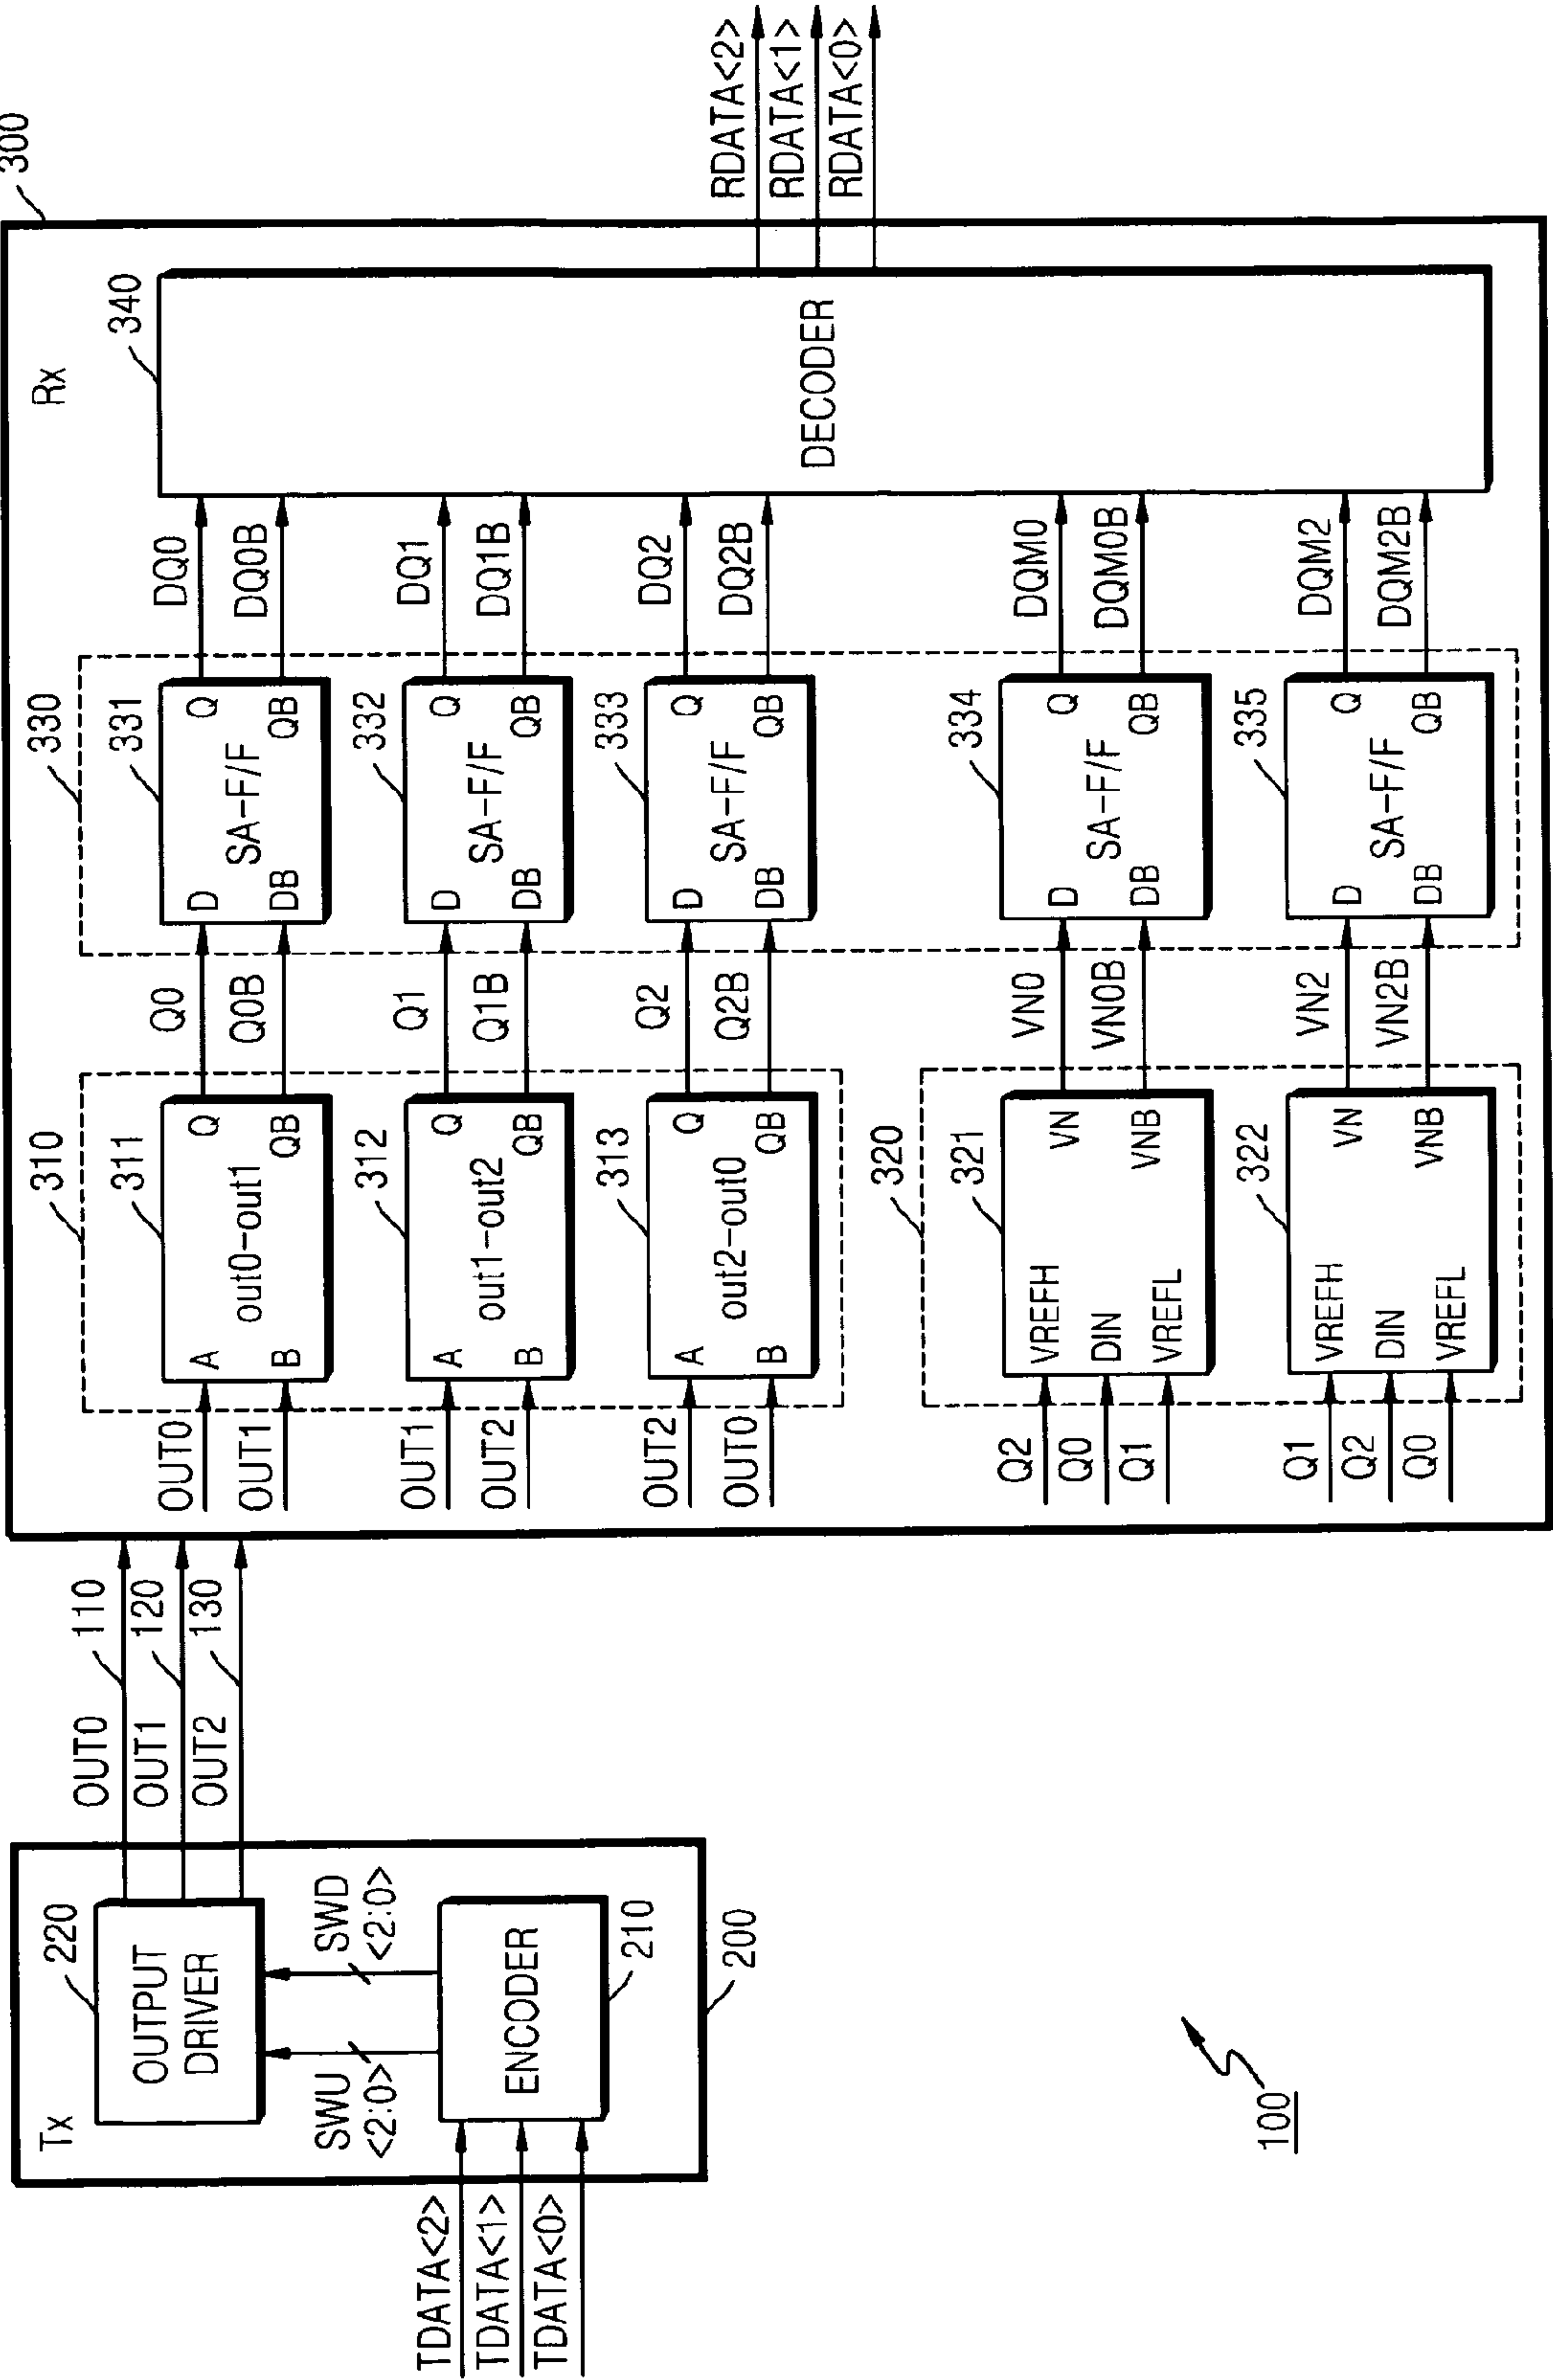 Tx
220
OUTPUT
DRIVER
SWU
<2:0>
SWD
<2:0>
ENCODER
210
200
TDATA<2>
TDATA<1>
TDATA<0>
OUT0
OUT1
OUT2
110
120
130
300
Rx
310
311
OUT0
OUT1
A
B
out0-out1
Q
QB
312
OUT1
OUT2
A
B
out1-out2
Q
QB
313
OUT2
OUT0
A
B
out2-out0
Q
QB
320
321
Q2
Q0
Q1
VREFH
DIN
VREFL
VN
VNB
322
Q1
Q2
Q0
VREFH
DIN
VREFL
VN
VNB
Q0
Q0B
Q1
Q1B
Q2
Q2B
VN0
VN0B
VN2
VN2B
330
331
D
DB
SA-F/F
Q
QB
332
D
DB
SA-F/F
Q
QB
333
D
DB
SA-F/F
Q
QB
334
D
DB
SA-F/F
Q
QB
335
D
DB
SA-F/F
Q
QB
DQ0
DQ0B
DQ1
DQ1B
DQ2
DQ2B
DQM0
DQM0B
DQM2
DQM2B
340
DECODER
RDATA<2>
RDATA<1>
RDATA<0>
100